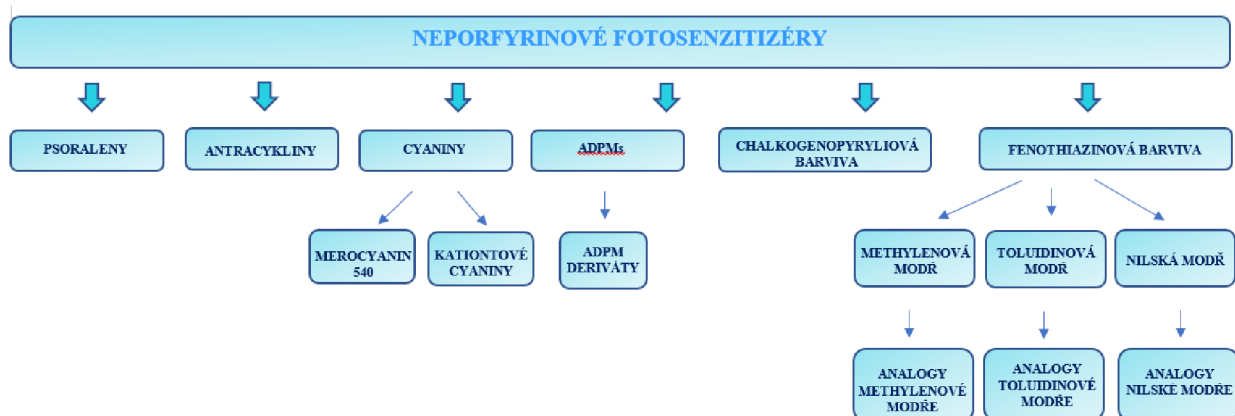 NEPORFYRINOVÉ FOTOSENZITIZÉRY
PSORALENY
ANTRACYKLINY
CYANINY
ADPMs
CHALKOGENOPYRYLIOVÁ
BARVIVA
FENOTHIAZINOVÁ BARVIVA
MEROCYANIN
540
KATIONTOVÉ
CYANINY
ADPM
DERIVÁTY
METHYLENOVÁ
MODŘ
TOLUIDINOVÁ
MODŘ
NILSKÁ MODŘ
ANALOGY
METHYLENOVÉ
MODŘE
ANALOGY
TOLUIDINOVÉ
MODŘE
ANALOGY
NILSKÉ MODŘE